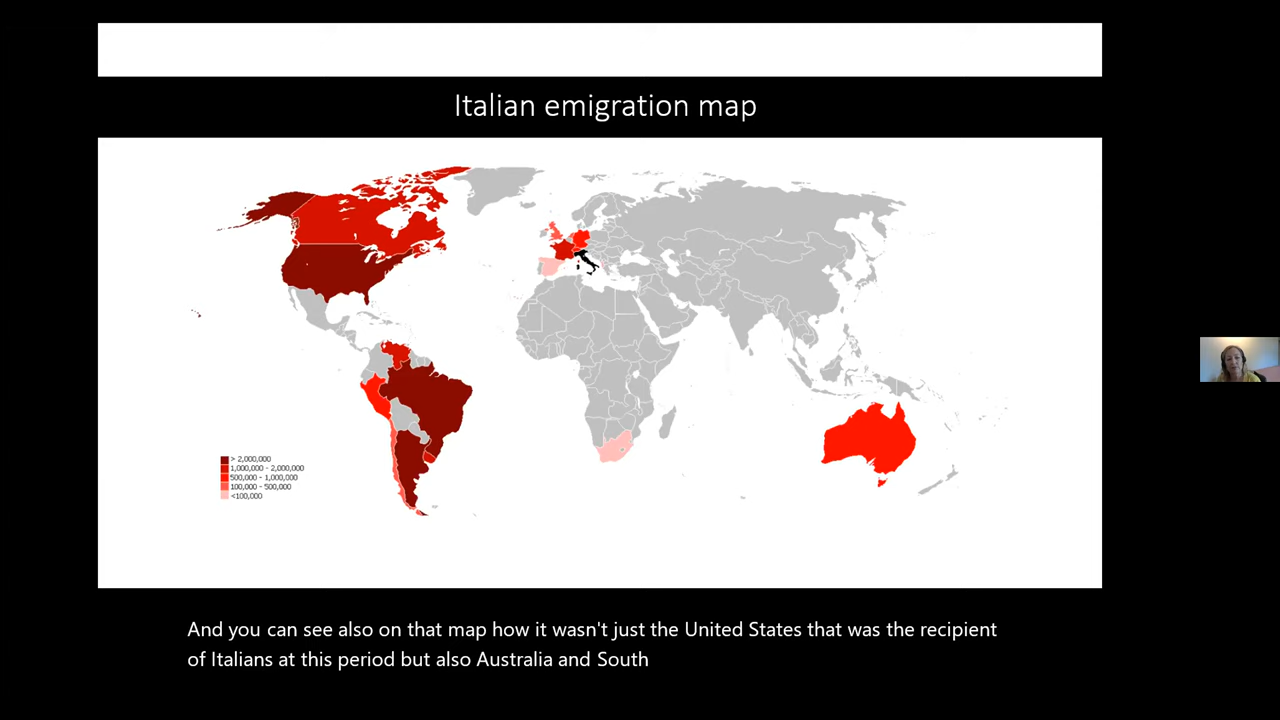 Italian emigration map
> 2,000,000
1,000,000 - 2,000,000
500,000 - 1,000,000
100,000 - 500,000
<100,000
And you can see also on that map how it wasn't just the United States that was the recipient
of Italians at this period but also Australia and South